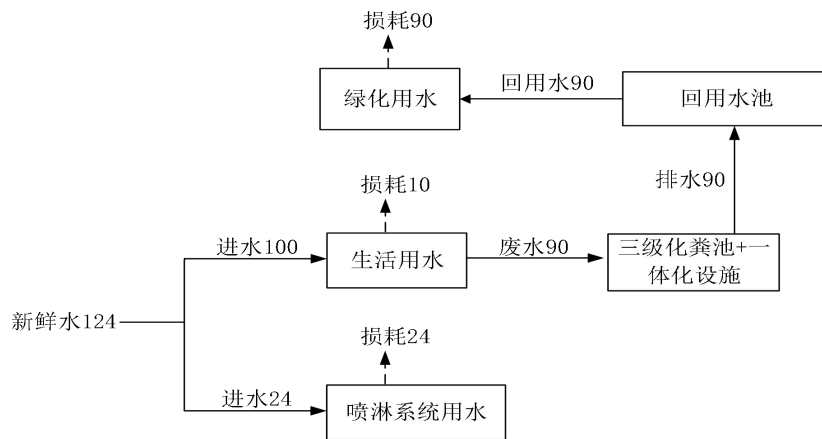 损耗90
绿化用水
回用水90
回用水池
损耗10
排水90
进水100
生活用水
废水90
三级化粪池+一
体化设施
新鲜水124
损耗24
进水24
喷淋系统用水